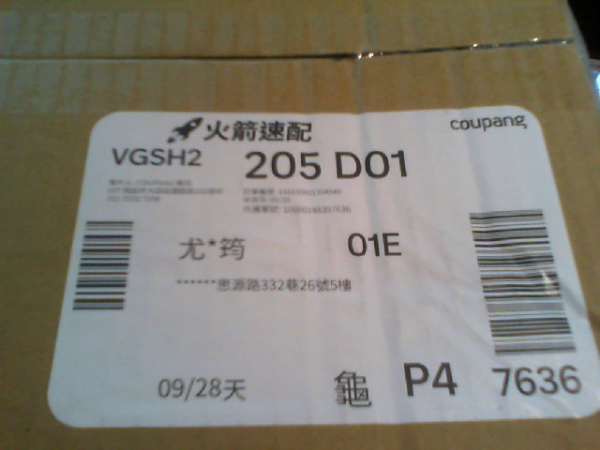 火箭速配
coupang
VGSH2
205 D01
尤*筠
01E
******思源路332巷26號5樓
09/28天
龜
P4
7636